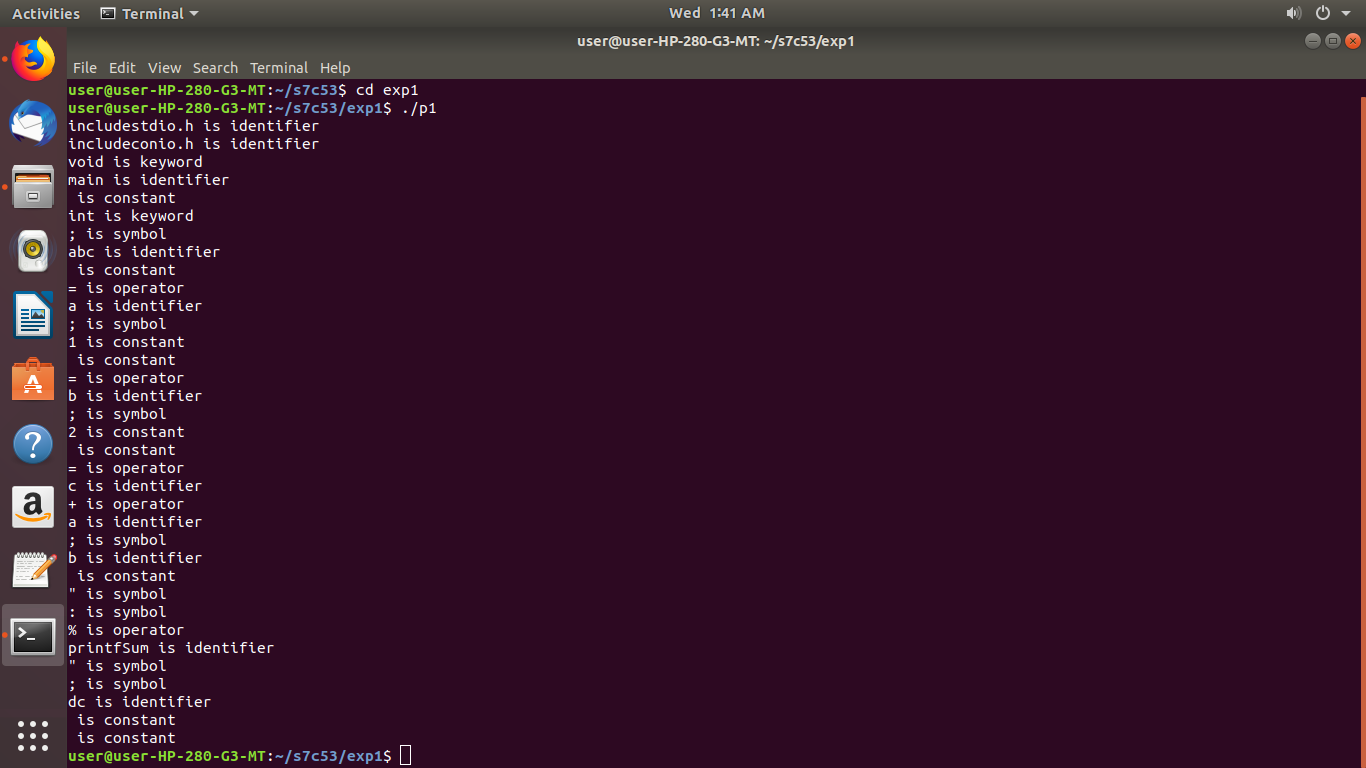 Activities Terminal Wed 1:41 AM
user@user-HP-280-G3-MT: ~/s7c53/exp1
File Edit View Search Terminal Help
user@user-HP-280-G3-MT:~/s7c53$ cd exp1
user@user-HP-280-G3-MT:~/s7c53/exp1$ ./p1
includestdio.h is identifier
includeconio.h is identifier
void is keyword
main is identifier
 is constant
int is keyword
; is symbol
abc is identifier
 is constant
= is operator
a is identifier
; is symbol
1 is constant
 is constant
= is operator
b is identifier
; is symbol
2 is constant
 is constant
= is operator
c is identifier
+ is operator
a is identifier
; is symbol
b is identifier
 is constant
" is symbol
: is symbol
% is operator
printfSum is identifier
" is symbol
; is symbol
dc is identifier
 is constant
 is constant
user@user-HP-280-G3-MT:~/s7c53/exp1$